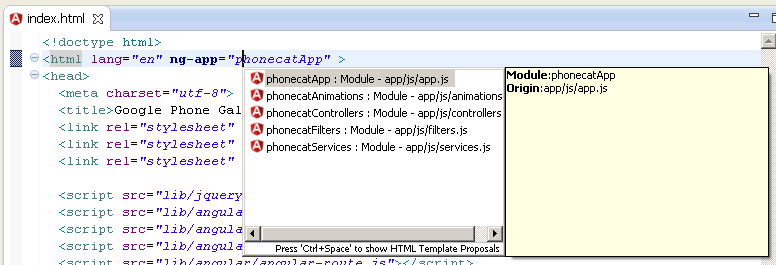 index.html
<!doctype html>
<html lang="en" ng-app="phonecatApp" >
<head>
<meta charset="utf-8">
<title>Google Phone Gal
<link rel="stylesheet"
<link rel="stylesheet"
<link rel="stylesheet"
<script src="lib/jquery
<script src="lib/angula
<script src="lib/angula
<script src="lib/angula
<script src="lib/angular/angular-route.js"></script>
phonecatApp : Module - app/js/app.js
phonecatAnimations : Module - app/js/animations
phonecatControllers : Module - app/js/controllers
phonecatFilters : Module - app/js/filters.js
phonecatServices : Module - app/js/services.js
Press 'Ctrl+Space' to show HTML Template Proposals
Module:phonecatApp
Origin:app/js/app.js